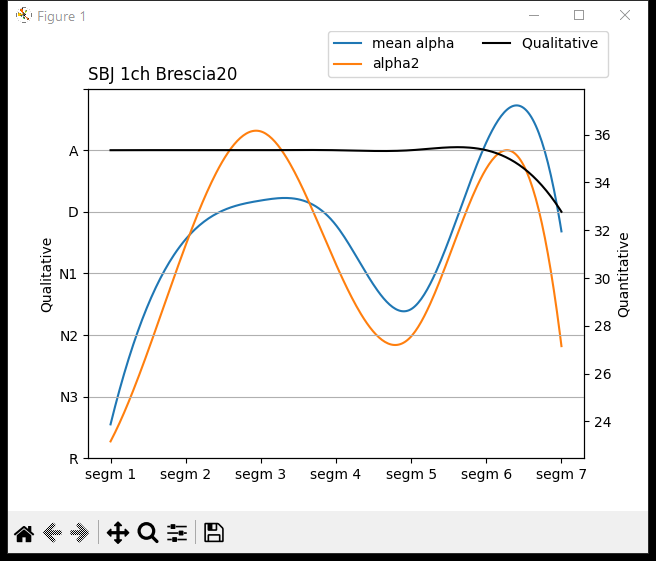 Figure 1
mean alpha
alpha2
Qualitative
SBJ 1ch Brescia20
Qualitative
A
D
N1
N2
N3
R
36
34
32
30
28
26
24
Quantitative
segm 1 segm 2 segm 3 segm 4 segm 5 segm 6 segm 7